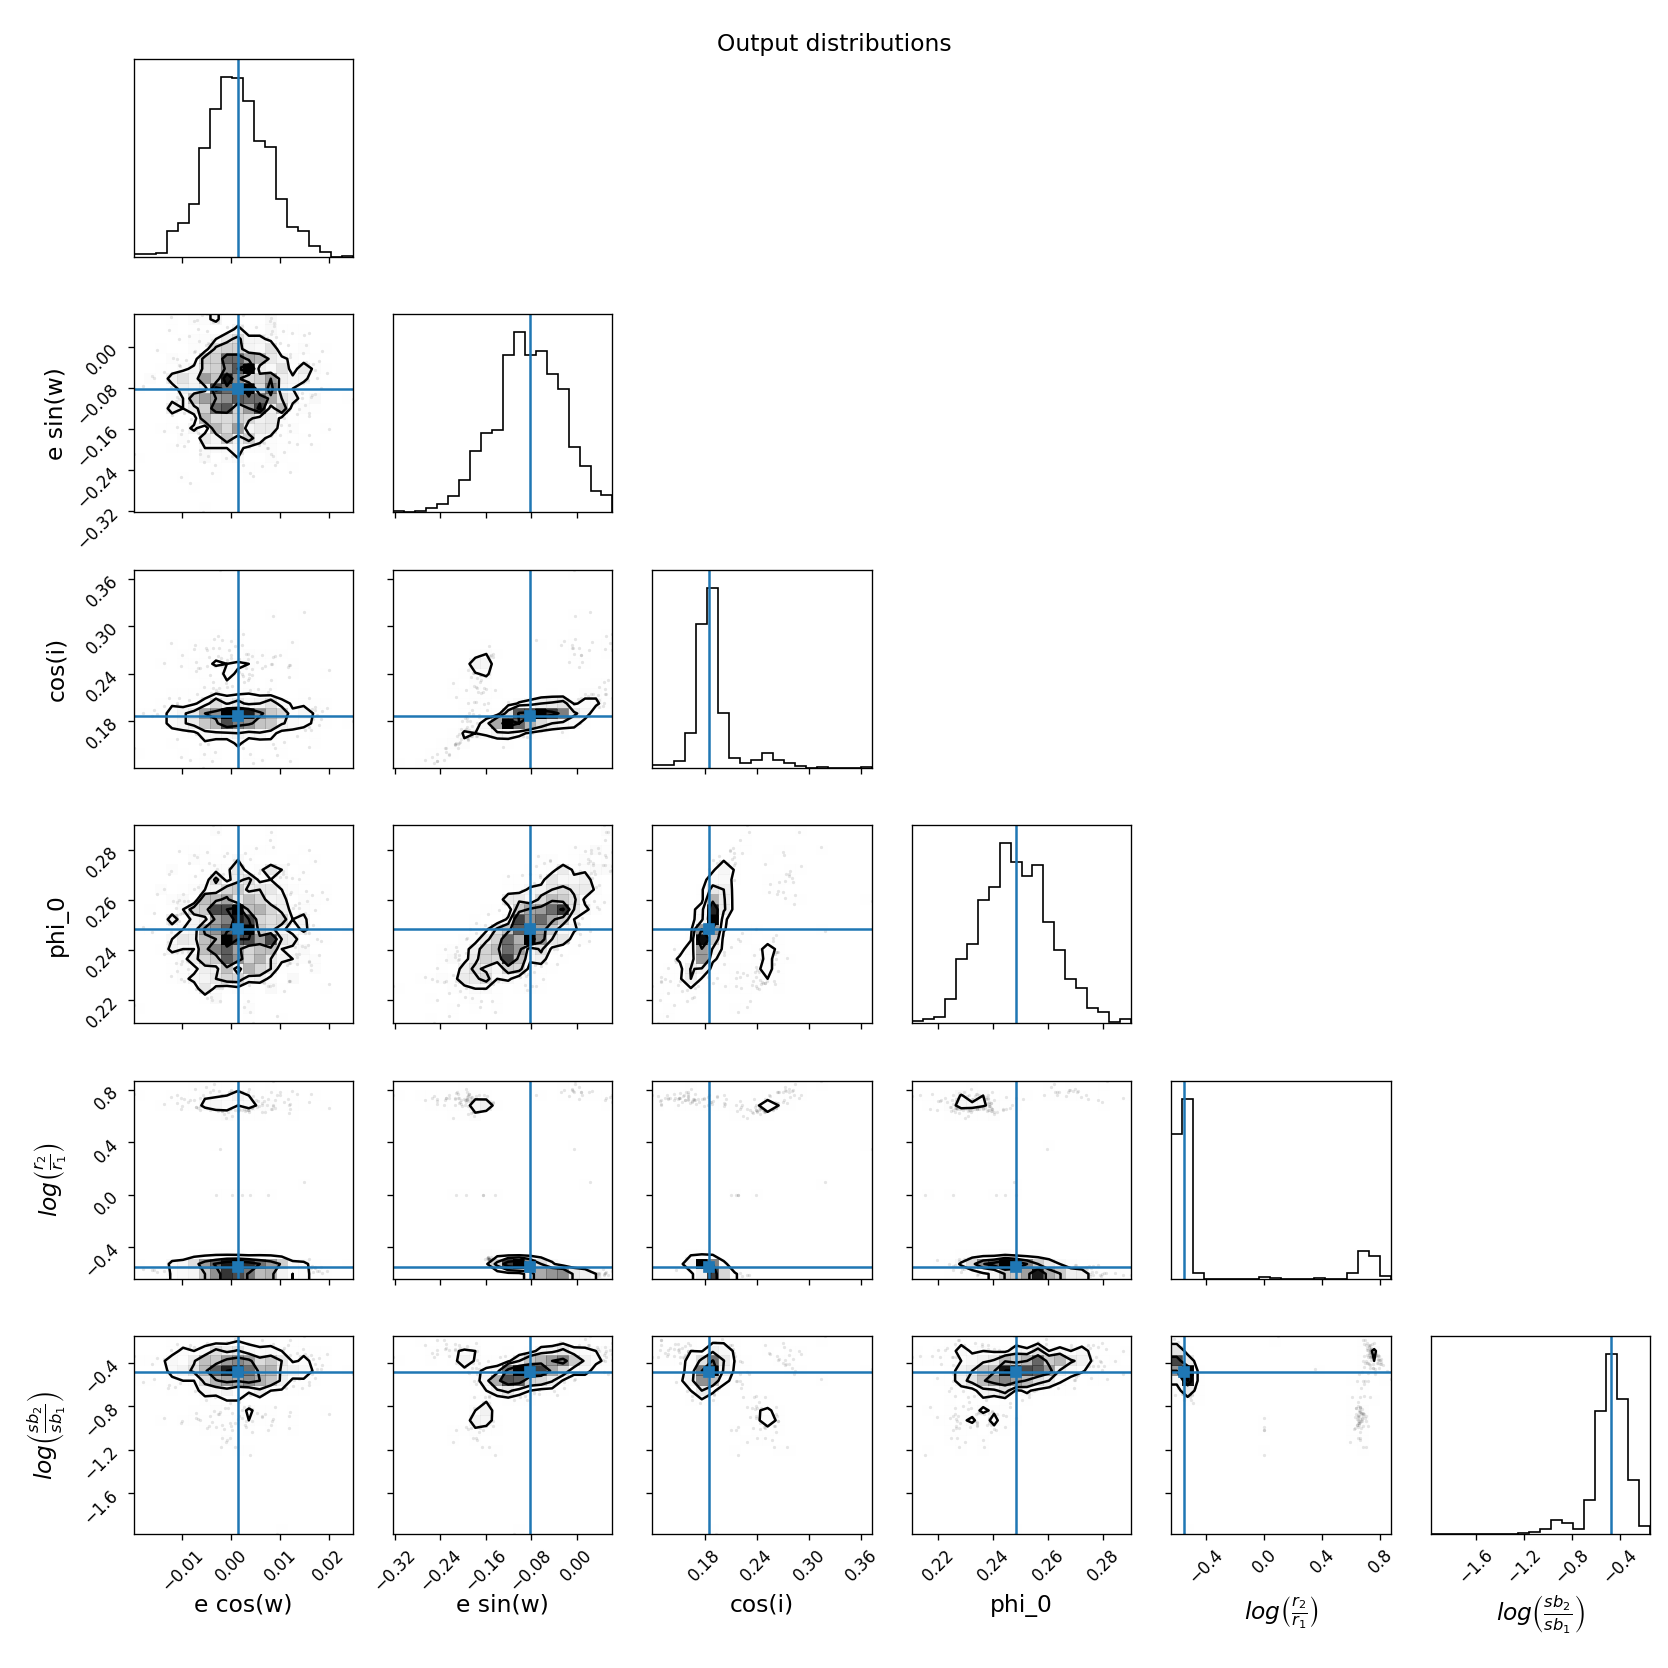 Output distributions
e sin(w)
0.00
−0.08
−0.16
−0.24
−0.32
cos(i)
0.36
0.30
0.24
0.18
phi_0
0.28
0.26
0.24
0.22
log(r2/r1)
0.8
0.4
0.0
−0.4
log(sb2/sb1)
−0.4
−0.8
−1.2
−1.6
−0.01 0.00 0.01 0.02
e cos(w)
−0.32 −0.24 −0.16 −0.08 0.00
e sin(w)
0.18 0.24 0.30 0.36
cos(i)
0.22 0.24 0.26 0.28
phi_0
−0.4 0.0 0.4 0.8
log(r2/r1)
−1.6 −1.2 −0.8 −0.4
log(sb2/sb1)